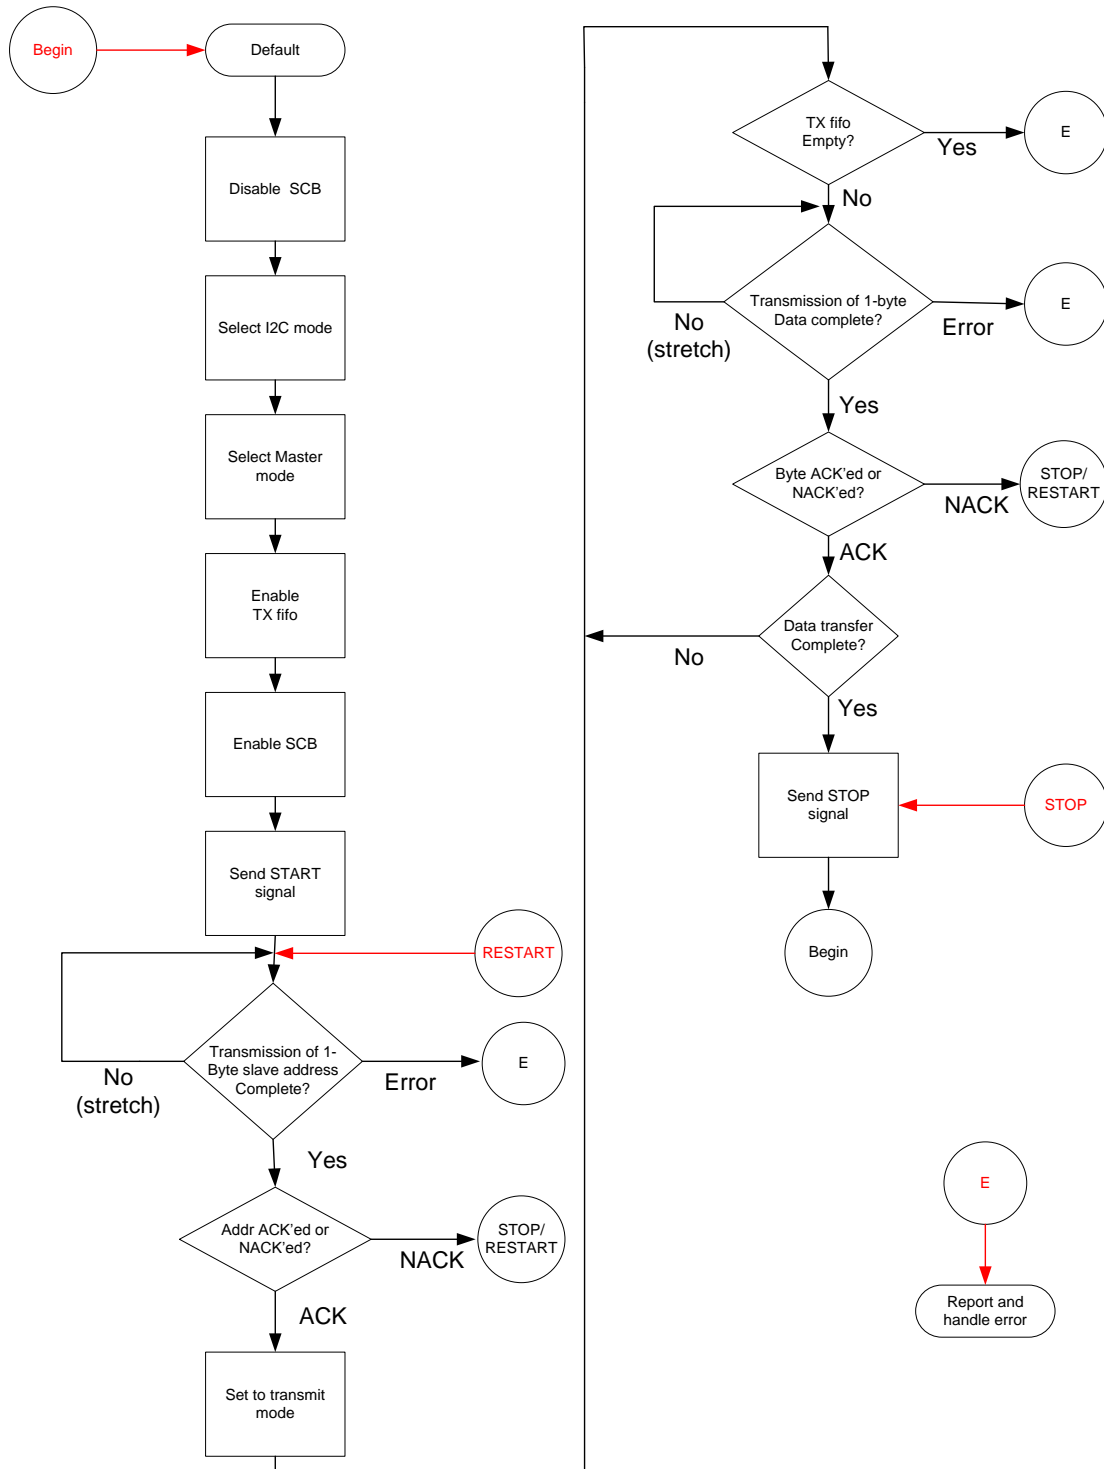 Begin
Default
Disable SCB
Select I2C mode
Select Master
mode
Enable
TX fifo
Enable SCB
Send START
signal
RESTART
Transmission of 1-
Byte slave address
Complete?
No
(stretch)
Error
E
Yes
Addr ACK'ed or
NACK'ed?
NACK
STOP/
RESTART
ACK
Set to transmit
mode
TX fifo
Empty?
Yes
E
No
Transmission of 1-byte
Data complete?
No
(stretch)
Error
E
Yes
Byte ACK'ed or
NACK'ed?
NACK
STOP/
RESTART
ACK
Data transfer
Complete?
No
Yes
Send STOP
signal
STOP
Begin
E
Report and
handle error